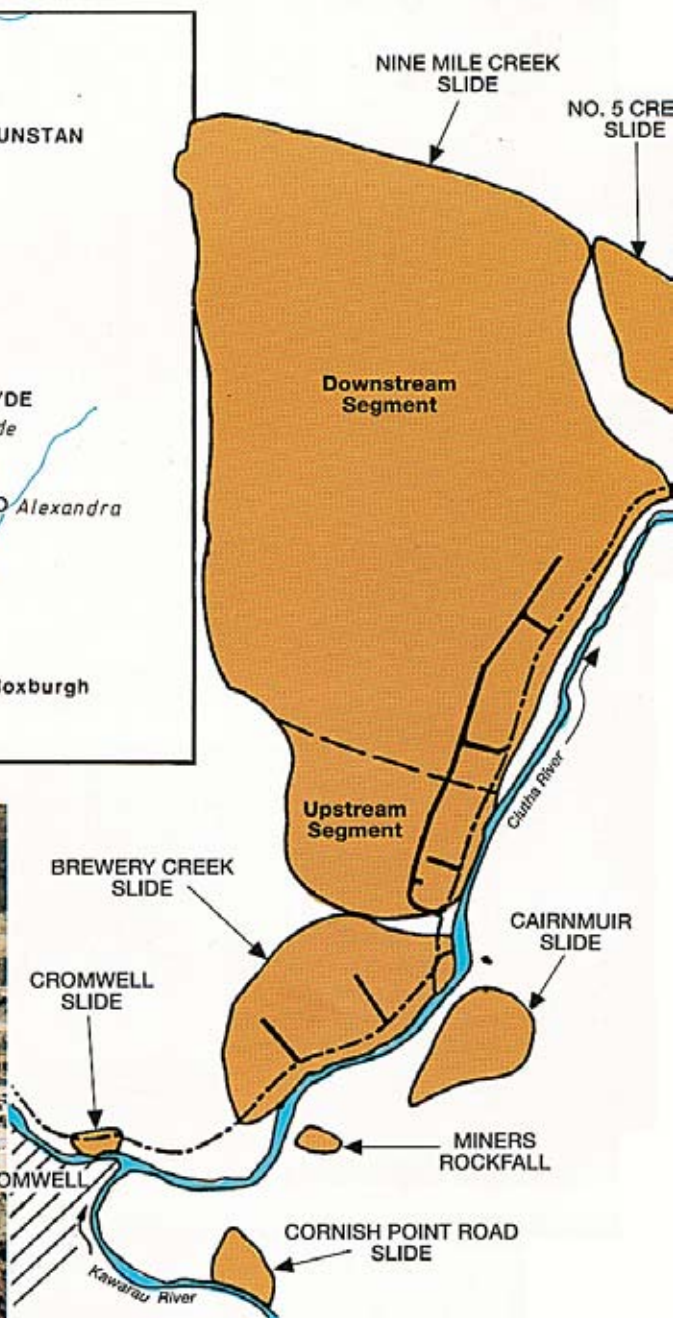 NINE MILE CREEK
SLIDE
NO. 5 CRE
SLIDE
UNSTAN
YDE
de
Alexandra
oxburgh
Downstream
Segment
Upstream
Segment
Clutha River
BREWERY CREEK
SLIDE
CAIRNMUIR
SLIDE
CROMWELL
SLIDE
MINERS
ROCKFALL
OMWELL
CORNISH POINT ROAD
SLIDE
Kawarau River